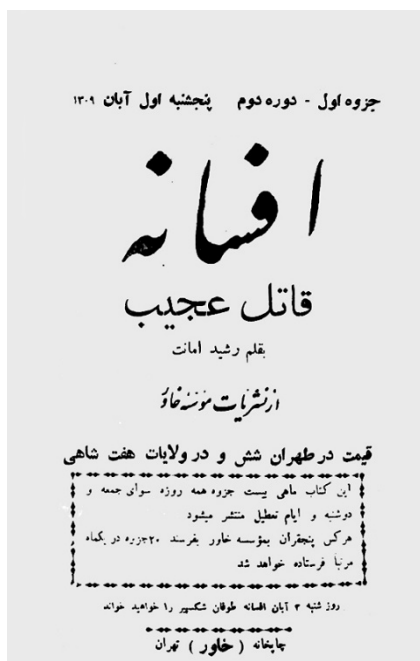 جزوه اول - دوره دوم پنجشنبه اول آبان ۱۳۰۹
افسانه
قاتل عجیب
بقلم رشید امانت
از نشریات مؤسسه خاور
قیمت در طهران شش و در ولایات هفت شاهی
این کتاب ماهی بیست جزوه همه روزه سوای جمعه و
دوشنبه و ایام تعطیل منتشر میشود
هرکس پنجقران بمؤسسه خاور بفرسند ۲۰ جزوه در یکماه
مرتباً فرستاده خواهد شد
روز شنبه ۳ آبان افسانه طوفان شکسپیر را خواهید خواند
چاپخانه (خاور) تهران